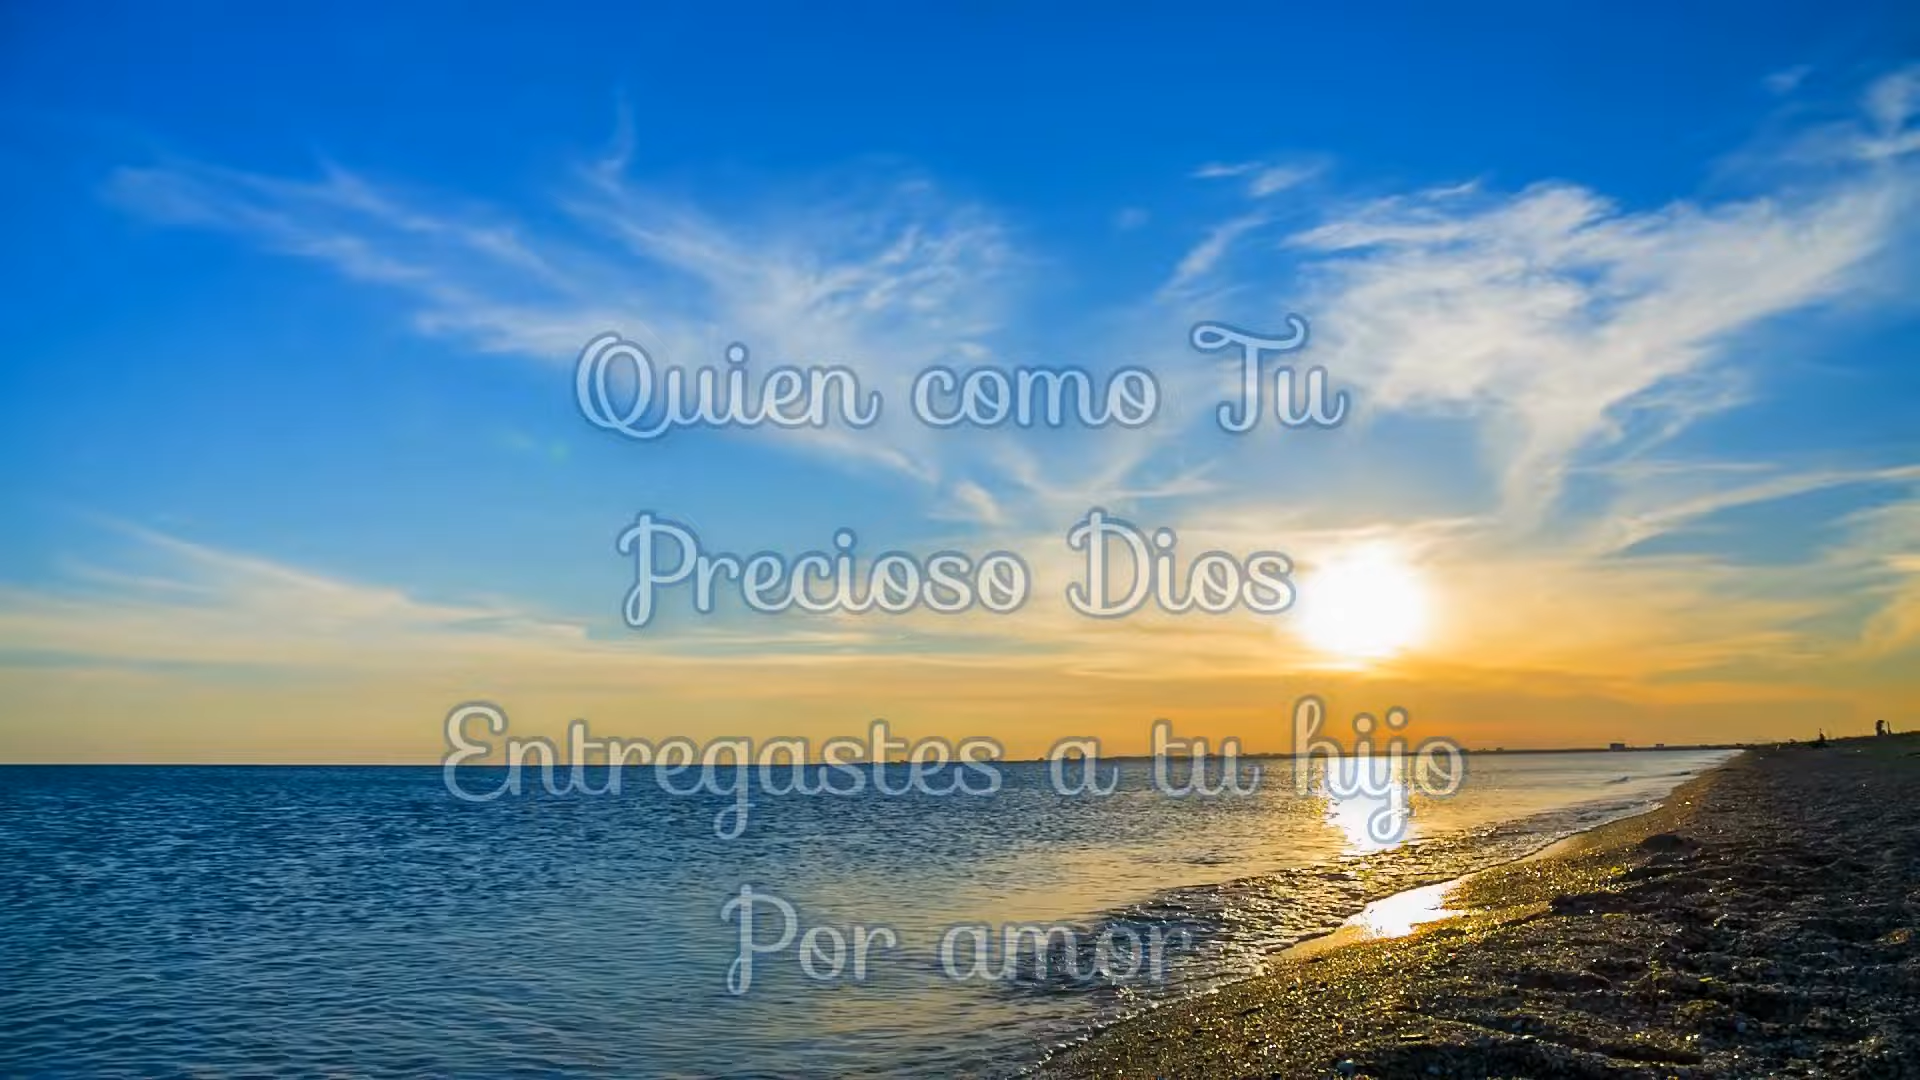 Quien como Tu
Precioso Dios
Entregastes a tu hijo
Por amor